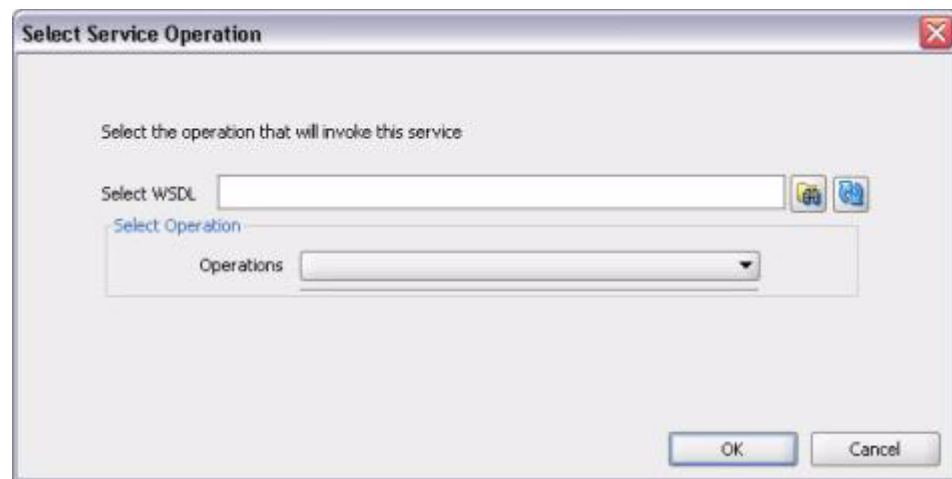 Select Service Operation
Select the operation that will invoke this service
Select WSDL
Select Operation
Operations
OK
Cancel